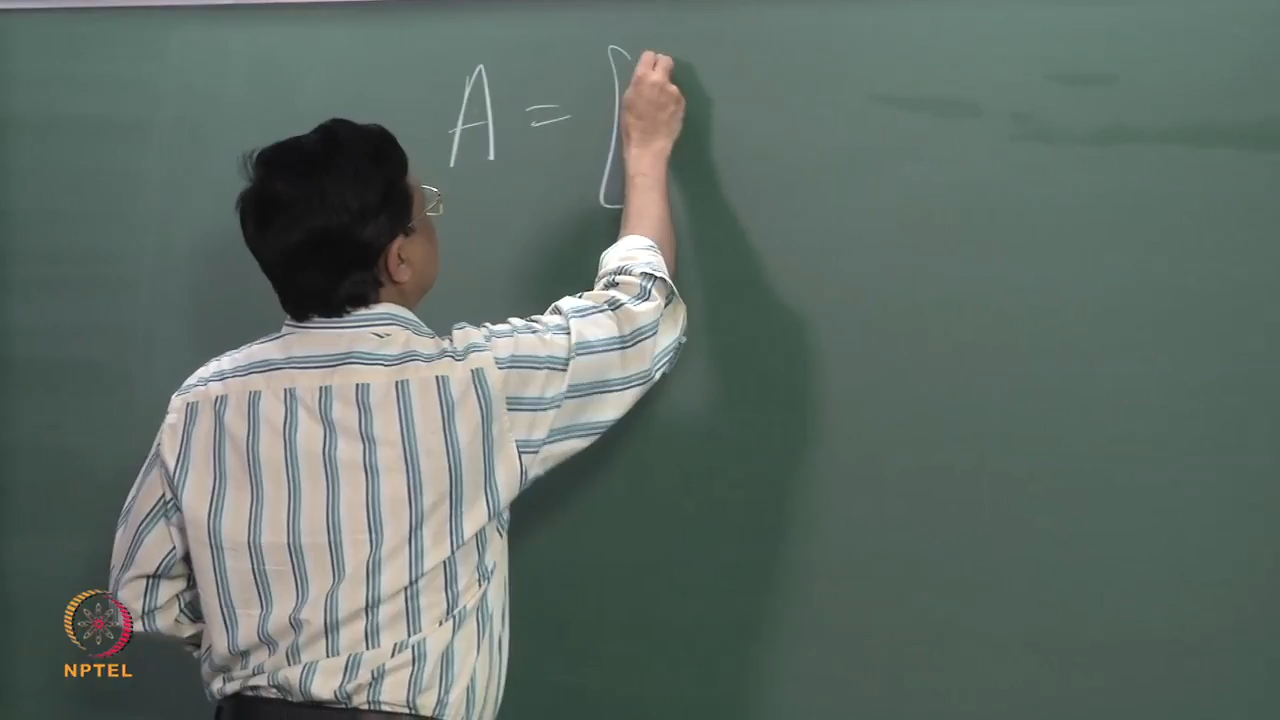 A = [
NPTEL